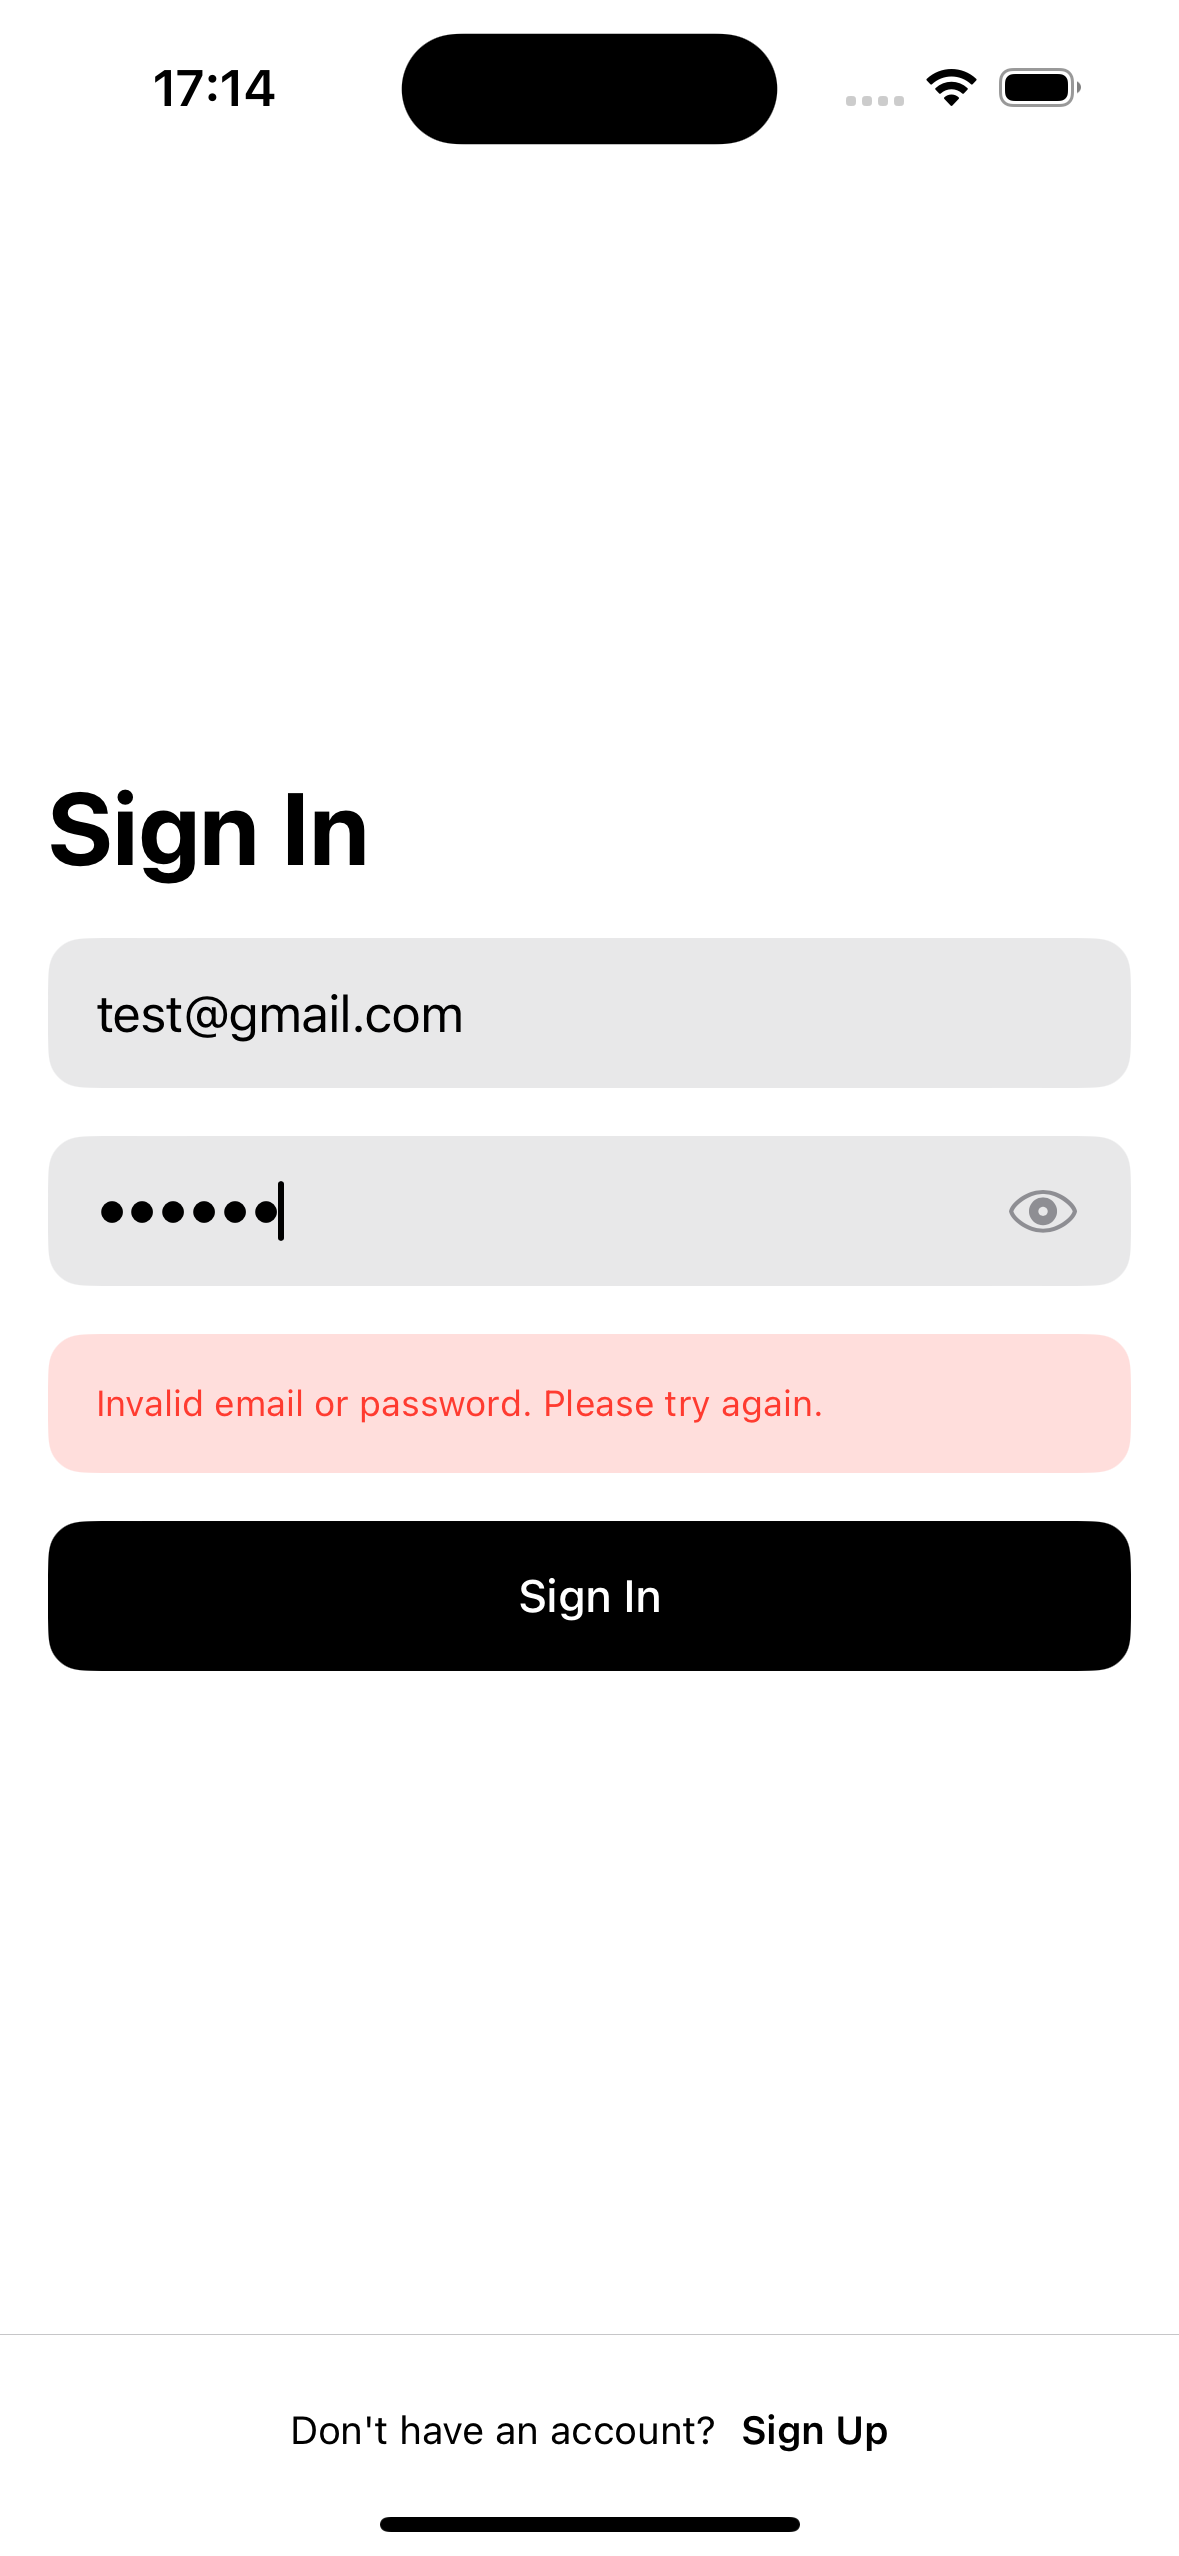 17:14
Sign In
test@gmail.com
••••••
Invalid email or password. Please try again.
Sign In
Don't have an account? Sign Up